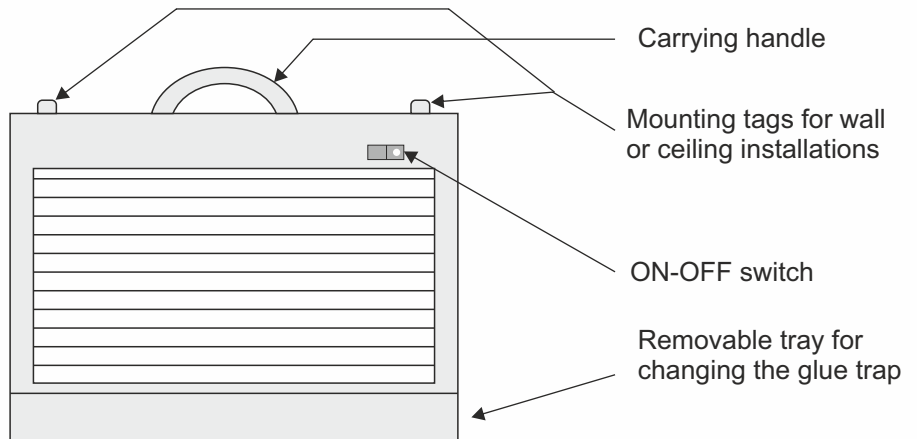 Carrying handle
Mounting tags for wall
or ceiling installations
ON-OFF switch
Removable tray for
changing the glue trap